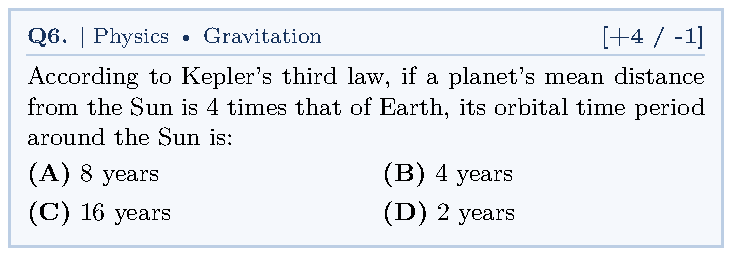 Q6. | Physics • Gravitation [+4 / -1]
According to Kepler's third law, if a planet's mean distance
from the Sun is 4 times that of Earth, its orbital time period
around the Sun is:
(A) 8 years (B) 4 years
(C) 16 years (D) 2 years